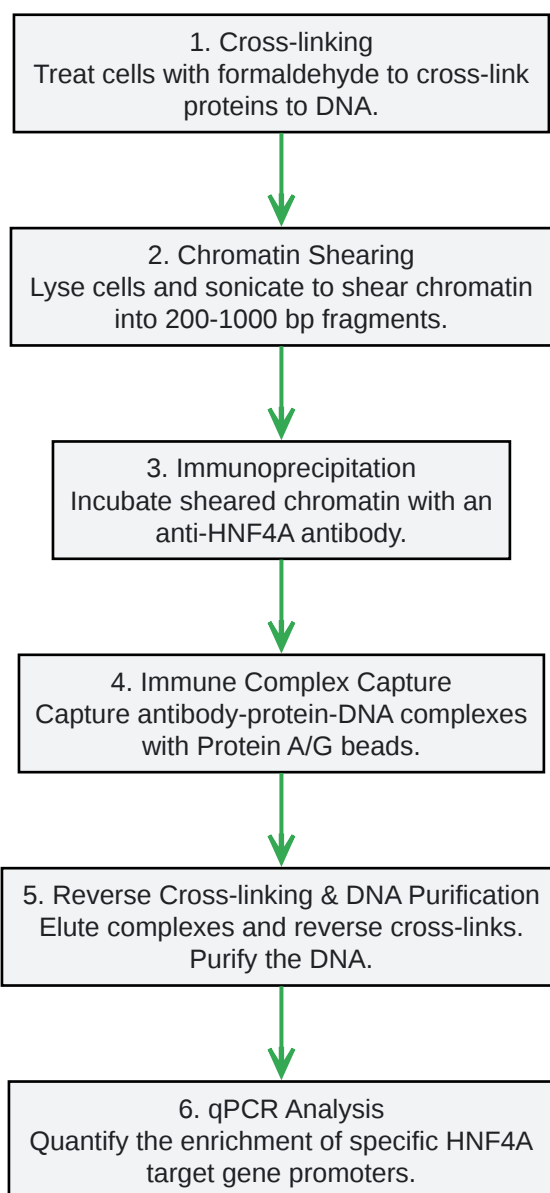 1. Cross-linking
Treat cells with formaldehyde to cross-link
proteins to DNA.
2. Chromatin Shearing
Lyse cells and sonicate to shear chromatin
into 200-1000 bp fragments.
3. Immunoprecipitation
Incubate sheared chromatin with an
anti-HNF4A antibody.
4. Immune Complex Capture
Capture antibody-protein-DNA complexes
with Protein A/G beads.
5. Reverse Cross-linking & DNA Purification
Elute complexes and reverse cross-links.
Purify the DNA.
6. qPCR Analysis
Quantify the enrichment of specific HNF4A
target gene promoters.